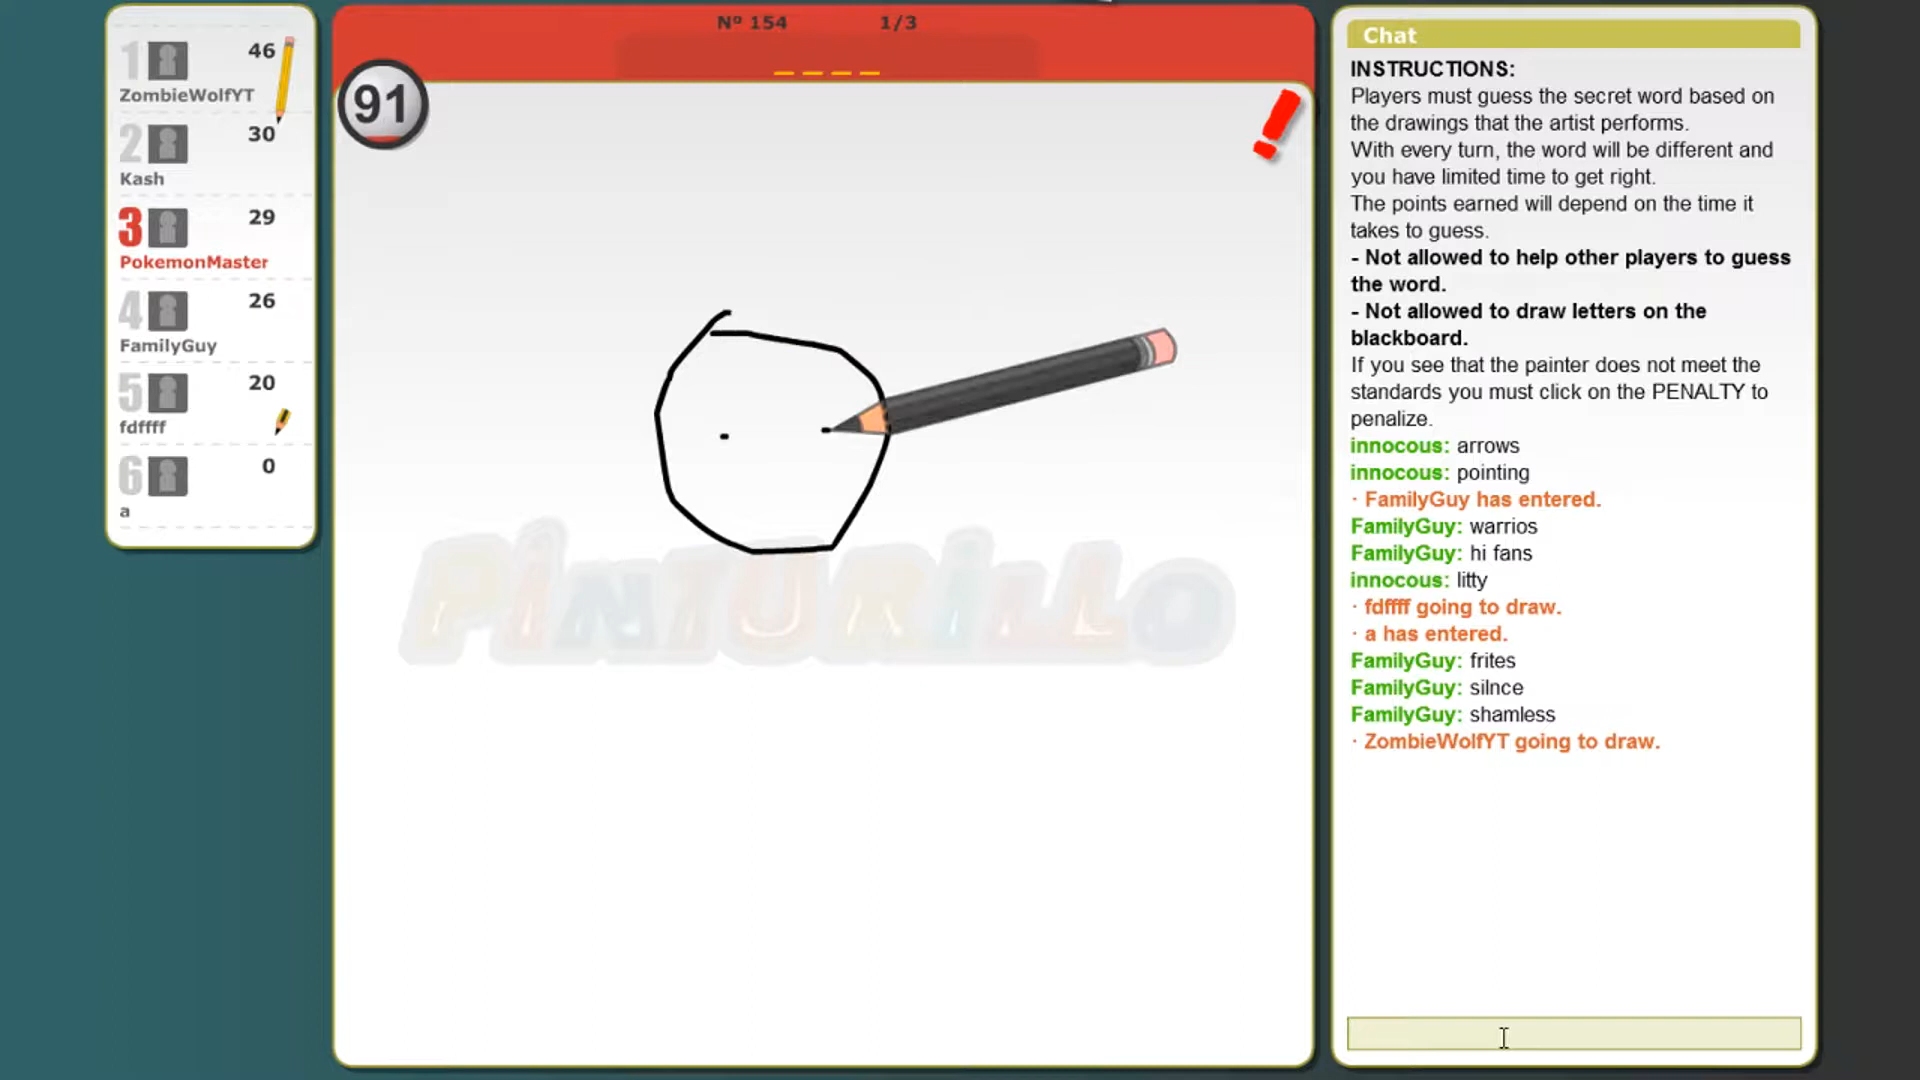 1 46
ZombieWolfYT
2 30
Kash
3 29
PokemonMaster
4 26
FamilyGuy
5 20
fdffff
6 0
a
Nº 154 1/3
_ _ _ _
91
!
PINTURILLO
Chat
INSTRUCTIONS:
Players must guess the secret word based on
the drawings that the artist performs.
With every turn, the word will be different and
you have limited time to get right.
The points earned will depend on the time it
takes to guess.
- Not allowed to help other players to guess
the word.
- Not allowed to draw letters on the
blackboard.
If you see that the painter does not meet the
standards you must click on the PENALTY to
penalize.
innocous: arrows
innocous: pointing
· FamilyGuy has entered.
FamilyGuy: warrios
FamilyGuy: hi fans
innocous: litty
· fdffff going to draw.
· a has entered.
FamilyGuy: frites
FamilyGuy: silnce
FamilyGuy: shamless
· ZombieWolfYT going to draw.